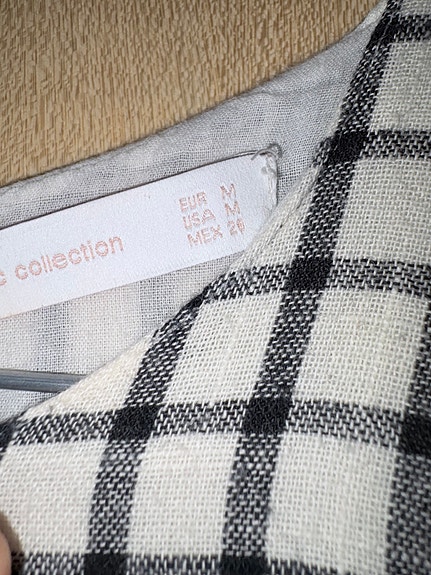 collection
EUR M
USA M
MEX 28